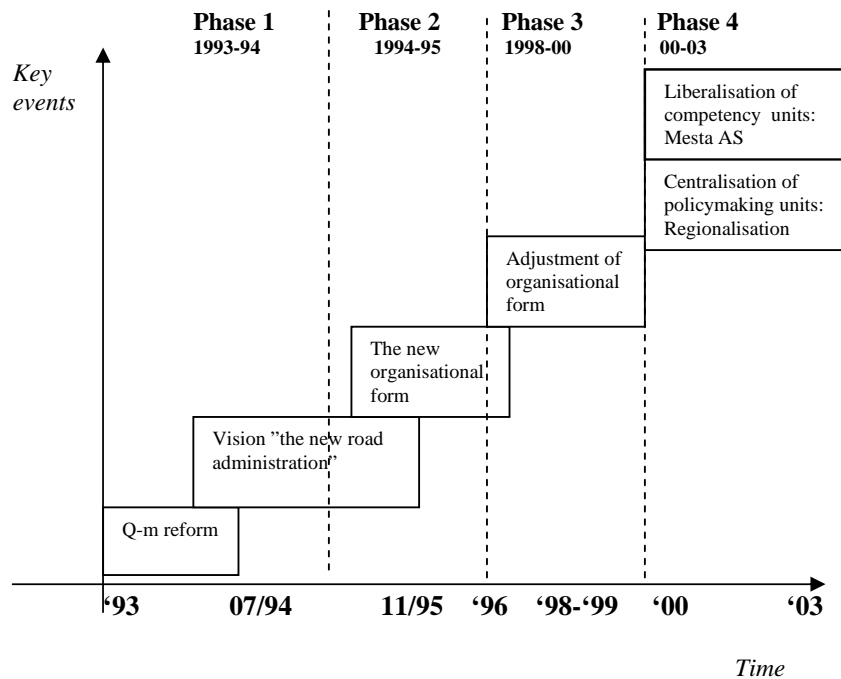 Phase 1
1993-94
Phase 2
1994-95
Phase 3
1998-00
Phase 4
00-03
Key
events
Liberalisation of
competency units:
Mesta AS
Centralisation of
policymaking units:
Regionalisation
Adjustment of
organisational
form
The new
organisational
form
Vision ”the new road
administration”
Q-m reform
‘93 07/94 11/95 ‘96 ‘98-‘99 ‘00 ‘03
Time